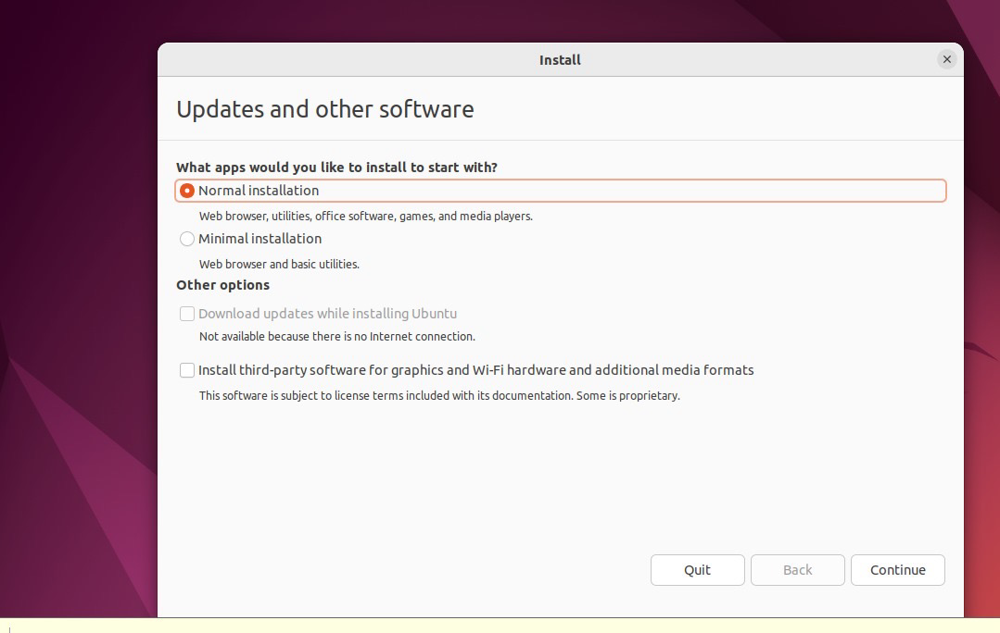 Install
Updates and other software
What apps would you like to install to start with?
Normal installation
Web browser, utilities, office software, games, and media players.
Minimal installation
Web browser and basic utilities.
Other options
Download updates while installing Ubuntu
Not available because there is no Internet connection.
Install third-party software for graphics and Wi-Fi hardware and additional media formats
This software is subject to license terms included with its documentation. Some is proprietary.
Quit Back Continue